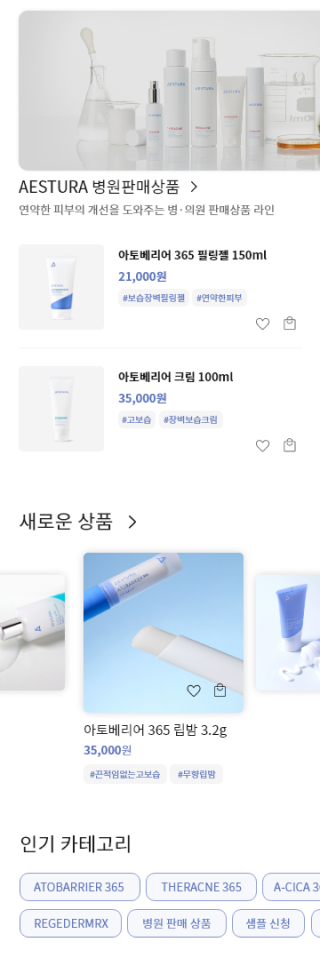 AESTURA 병원판매상품
연약한 피부의 개선을 도와주는 병·의원 판매상품 라인
아토베리어 365 필링젤 150ml
21,000원
#보습장벽필링젤 #연약한피부
아토베리어 크림 100ml
35,000원
#고보습 #장벽보습크림
새로운 상품
아토베리어 365 립밤 3.2g
35,000원
#끈적임없는고보습 #무향립밤
인기 카테고리
ATOBARRIER 365 THERACNE 365 A-CICA
REGEDERMRX 병원 판매 상품 샘플 신청